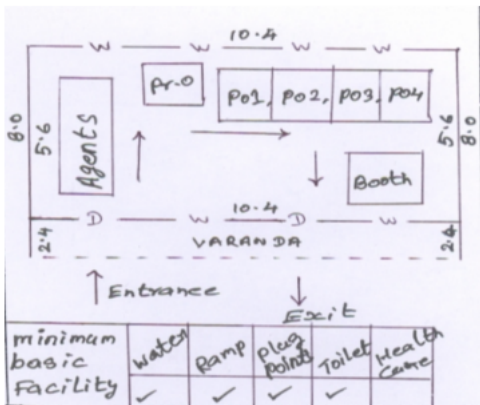 10.4
W W W W
Pr.O PO1, PO2, PO3, PO4
8.0 5.6 Agents 5.6 8.0
Booth
10.4
D W D W
2.4 VARANDA 2.4
Entrance
Exit
minimum basic Facility
Water Ramp Plug Points Toilet Health Centre
✓ ✓ ✓ ✓